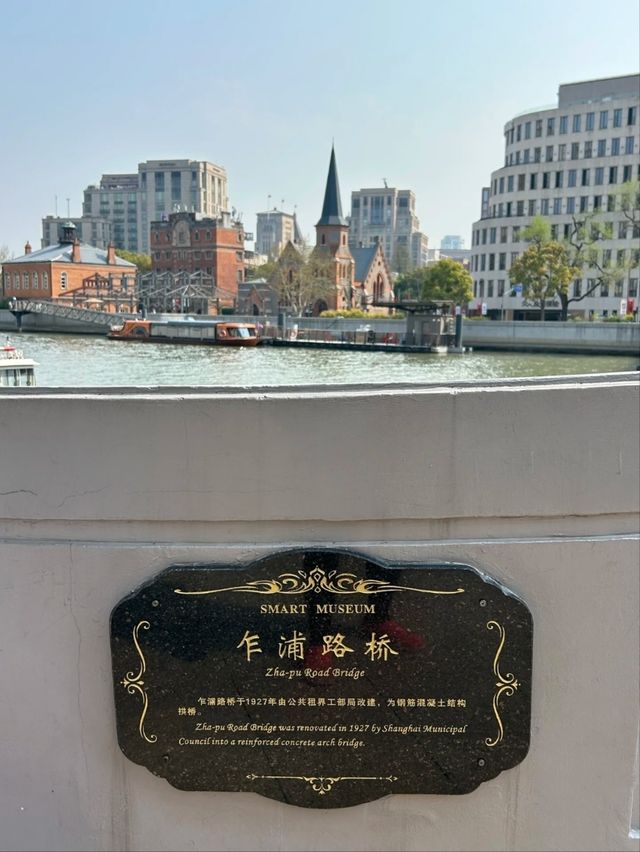 SMART MUSEUM
乍浦路桥
Zha-pu Road Bridge
乍浦路桥于1927年由公共租界工部局改建，为钢筋混凝土结构
拱桥。
Zha-pu Road Bridge was renovated in 1927 by Shanghai Municipal
Council into a reinforced concrete arch bridge.